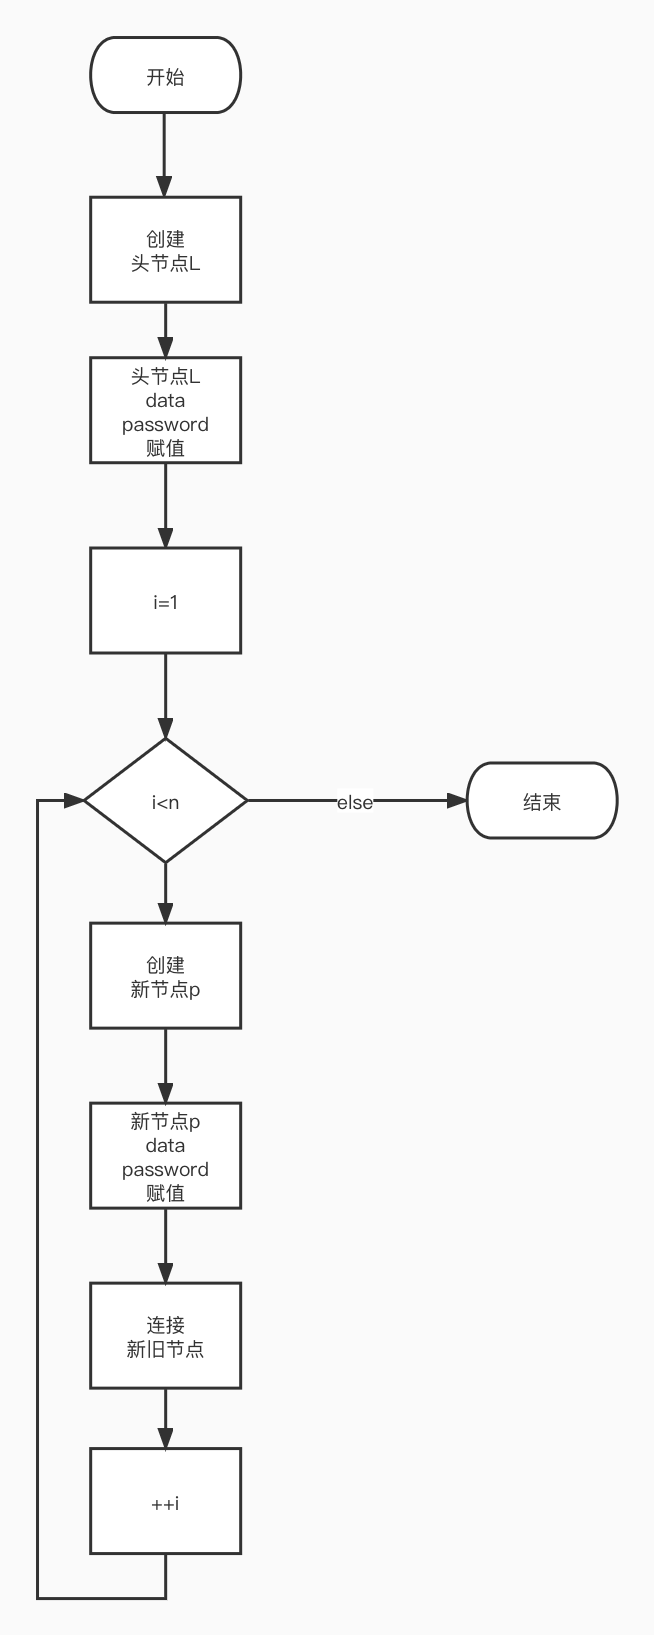 开始
创建
头节点L
头节点L
data
password
赋值
i=1
i<n
else
结束
创建
新节点p
新节点p
data
password
赋值
连接
新旧节点
++i